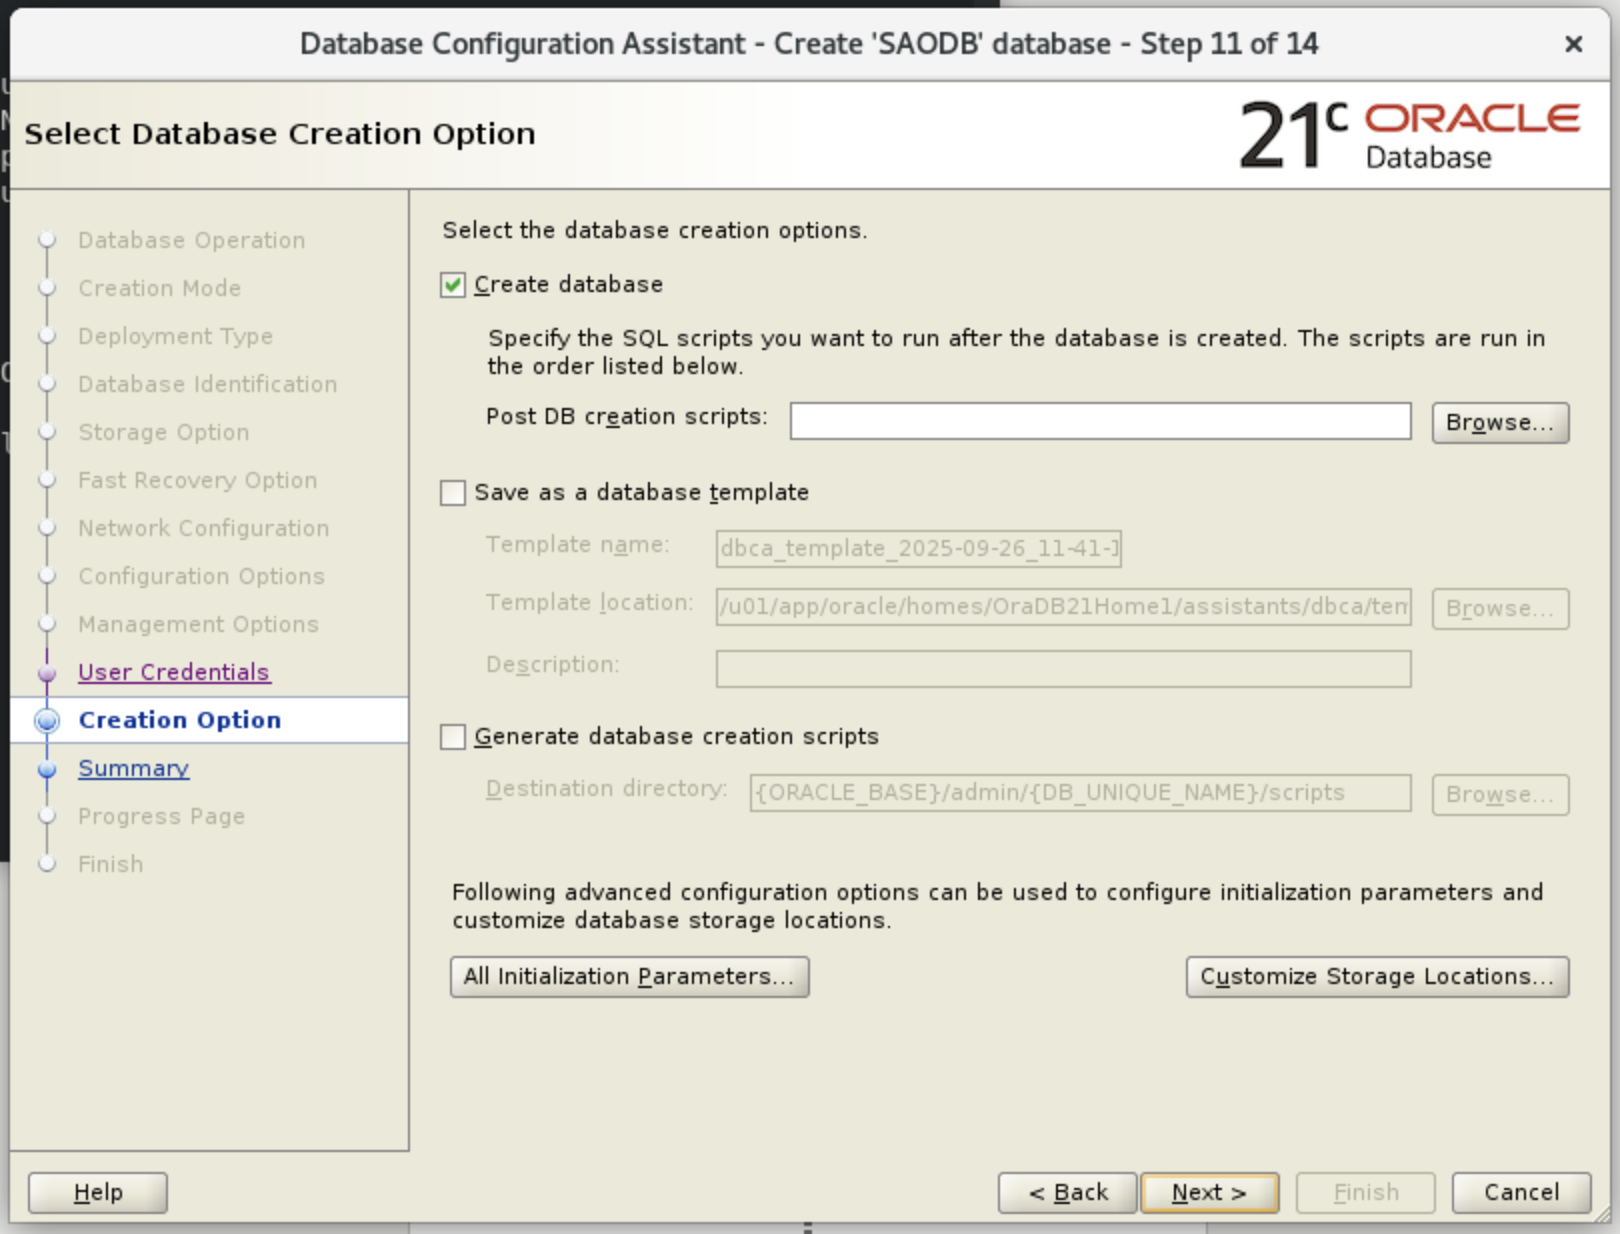 Database Configuration Assistant - Create 'SAODB' database - Step 11 of 14
Select Database Creation Option
21c ORACLE
Database
Database Operation
Creation Mode
Deployment Type
Database Identification
Storage Option
Fast Recovery Option
Network Configuration
Configuration Options
Management Options
User Credentials
Creation Option
Summary
Progress Page
Finish
Select the database creation options.
Create database
Specify the SQL scripts you want to run after the database is created. The scripts are run in
the order listed below.
Post DB creation scripts:
Browse...
Save as a database template
Template name: dbca_template_2025-09-26_11-41-
Template location: /u01/app/oracle/homes/OraDB21Home1/assistants/dbca/tem
Browse...
Description:
Generate database creation scripts
Destination directory: {ORACLE_BASE}/admin/{DB_UNIQUE_NAME}/scripts
Browse...
Following advanced configuration options can be used to configure initialization parameters and
customize database storage locations.
All Initialization Parameters...
Customize Storage Locations...
Help
< Back
Next >
Finish
Cancel